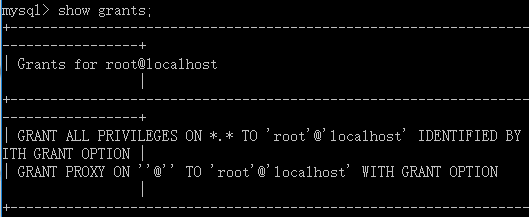 mysql> show grants;
+-----------------------------------------------------------------
----------------+
| Grants for root@localhost
                |
+-----------------------------------------------------------------
----------------+
| GRANT ALL PRIVILEGES ON *.* TO 'root'@'localhost' IDENTIFIED BY
ITH GRANT OPTION |
| GRANT PROXY ON ''@'' TO 'root'@'localhost' WITH GRANT OPTION
                |
+-----------------------------------------------------------------